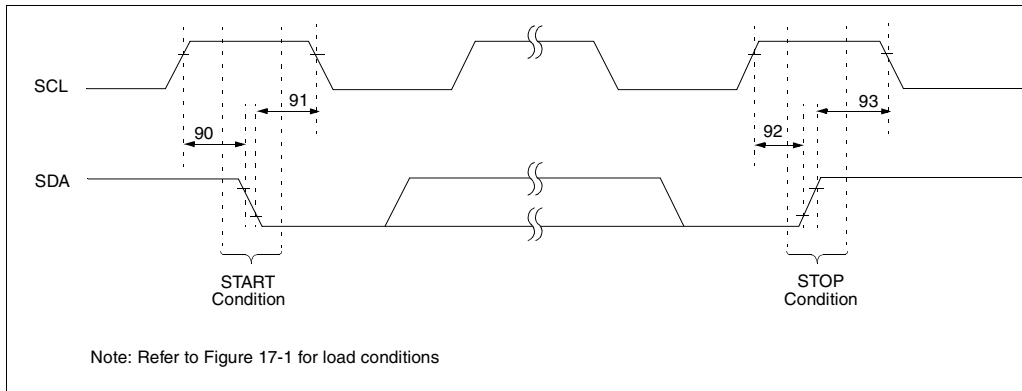 SCL
91
93
90
92
SDA
START
Condition
STOP
Condition
Note: Refer to Figure 17-1 for load conditions